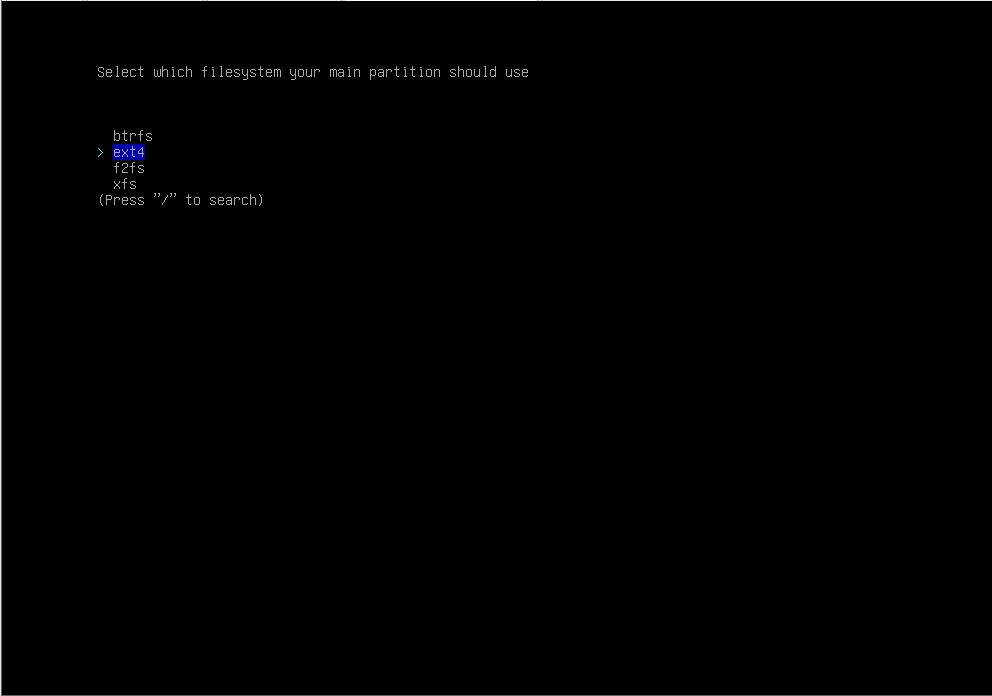 Select which filesystem your main partition should use
btrfs
> ext4
f2fs
xfs
(Press "/" to search)